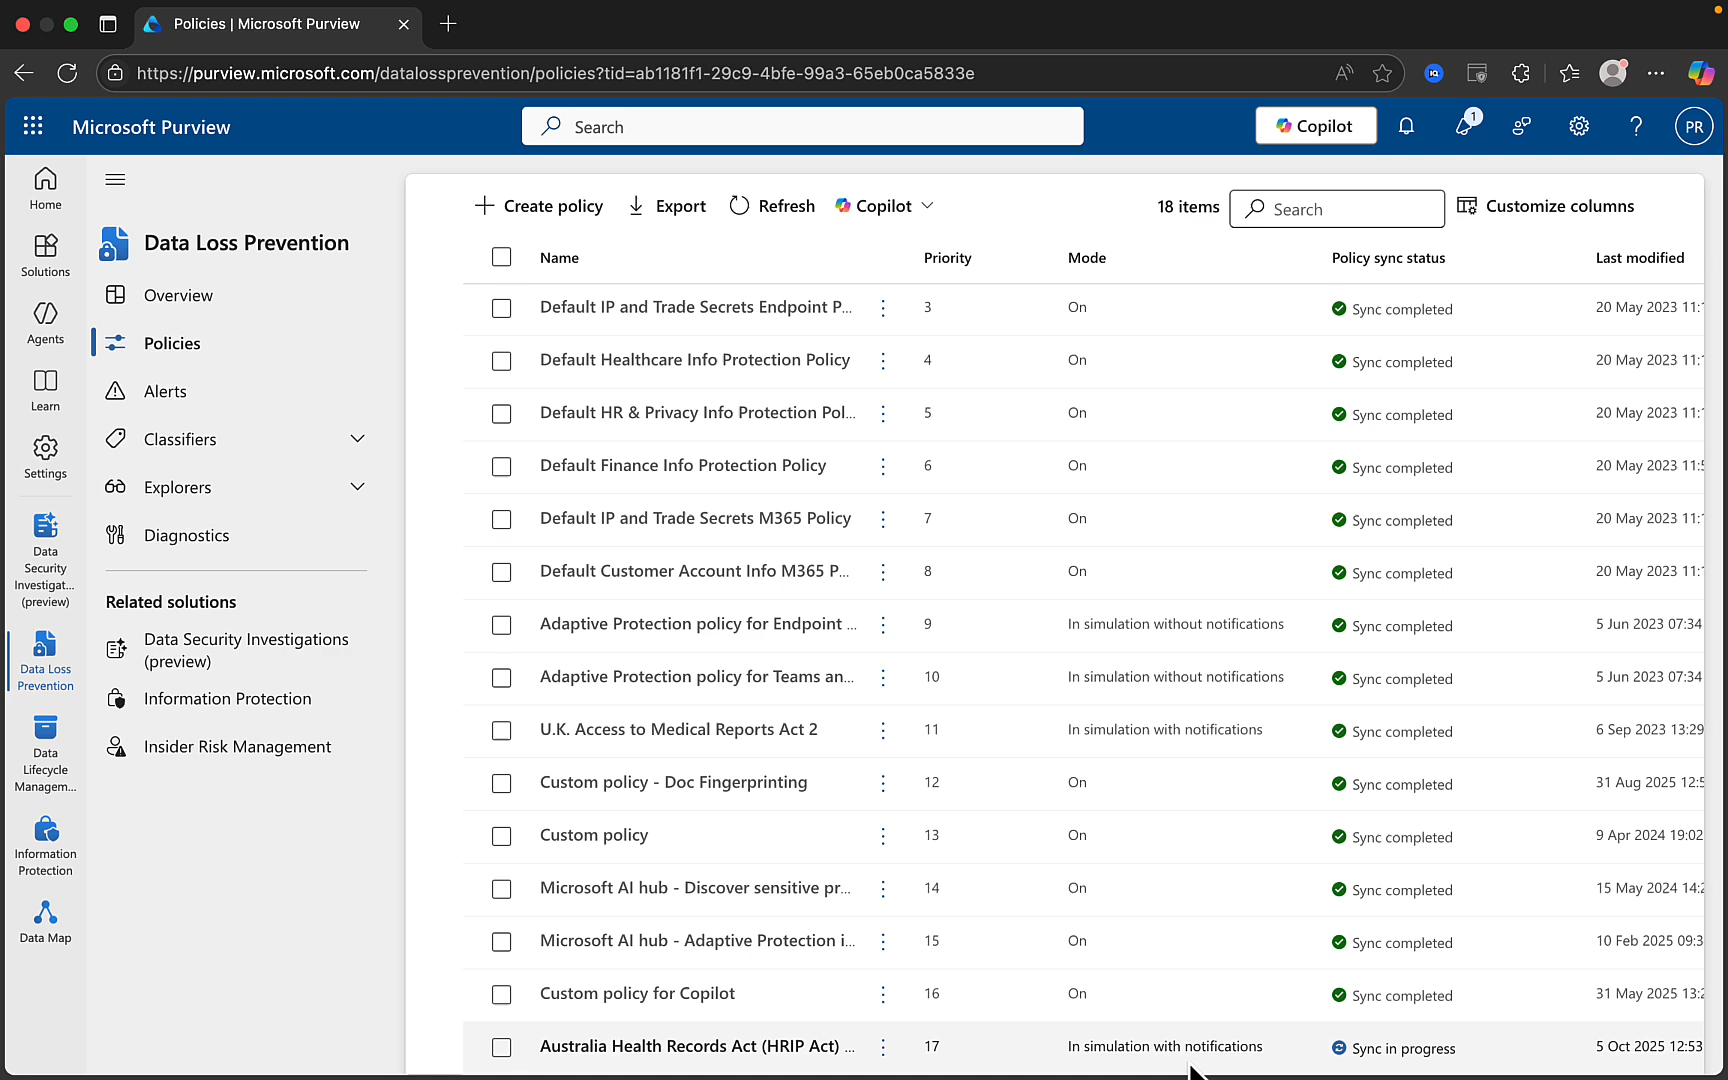 Policies | Microsoft Purview
https://purview.microsoft.com/datalossprevention/policies?tid=ab1181f1-29c9-4bfe-99a3-65eb0ca5833e
Microsoft Purview
Search
Copilot
1
PR
Home
Solutions
Agents
Learn
Settings
Data
Security
Investigat...
(preview)
Data Loss
Prevention
Data
Lifecycle
Managem...
Information
Protection
Data Map
Data Loss Prevention
Overview
Policies
Alerts
Classifiers
Explorers
Diagnostics
Related solutions
Data Security Investigations
(preview)
Information Protection
Insider Risk Management
Create policy Export Refresh Copilot 18 items Search Customize columns
Name Priority Mode Policy sync status Last modified
Default IP and Trade Secrets Endpoint P... 3 On Sync completed 20 May 2023 11:1
Default Healthcare Info Protection Policy 4 On Sync completed 20 May 2023 11:1
Default HR & Privacy Info Protection Pol... 5 On Sync completed 20 May 2023 11:1
Default Finance Info Protection Policy 6 On Sync completed 20 May 2023 11:5
Default IP and Trade Secrets M365 Policy 7 On Sync completed 20 May 2023 11:1
Default Customer Account Info M365 P... 8 On Sync completed 20 May 2023 11:1
Adaptive Protection policy for Endpoint ... 9 In simulation without notifications Sync completed 5 Jun 2023 07:34
Adaptive Protection policy for Teams an... 10 In simulation without notifications Sync completed 5 Jun 2023 07:34
U.K. Access to Medical Reports Act 2 11 In simulation with notifications Sync completed 6 Sep 2023 13:29
Custom policy - Doc Fingerprinting 12 On Sync completed 31 Aug 2025 12:5
Custom policy 13 On Sync completed 9 Apr 2024 19:02
Microsoft AI hub - Discover sensitive pr... 14 On Sync completed 15 May 2024 14:2
Microsoft AI hub - Adaptive Protection i... 15 On Sync completed 10 Feb 2025 09:3
Custom policy for Copilot 16 On Sync completed 31 May 2025 13:2
Australia Health Records Act (HRIP Act) ... 17 In simulation with notifications Sync in progress 5 Oct 2025 12:53